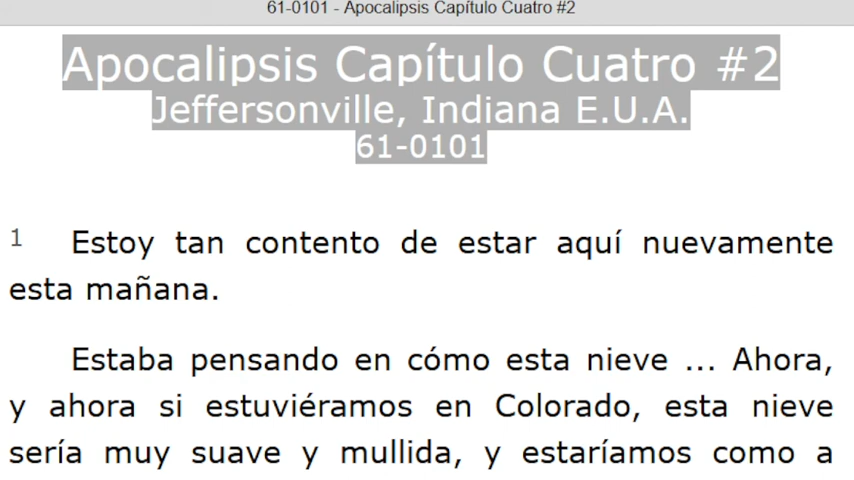 61-0101 - Apocalipsis Capítulo Cuatro #2
Apocalipsis Capítulo Cuatro #2
Jeffersonville, Indiana E.U.A.
61-0101
1 Estoy tan contento de estar aquí nuevamente
esta mañana.
Estaba pensando en cómo esta nieve ... Ahora,
y ahora si estuviéramos en Colorado, esta nieve
sería muy suave y mullida, y estaríamos como a